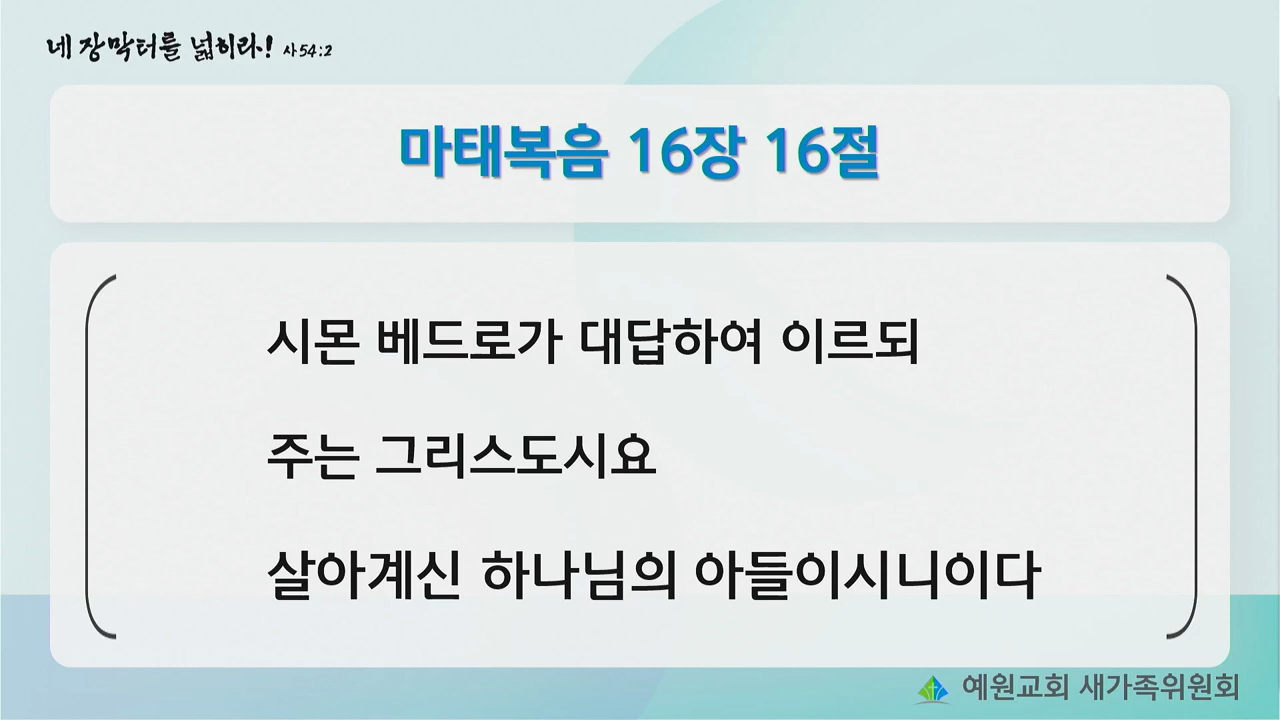 네 장막터를 넓히라! 사54:2
마태복음 16장 16절
시몬 베드로가 대답하여 이르되
주는 그리스도시요
살아계신 하나님의 아들이시니이다
예원교회 새가족위원회